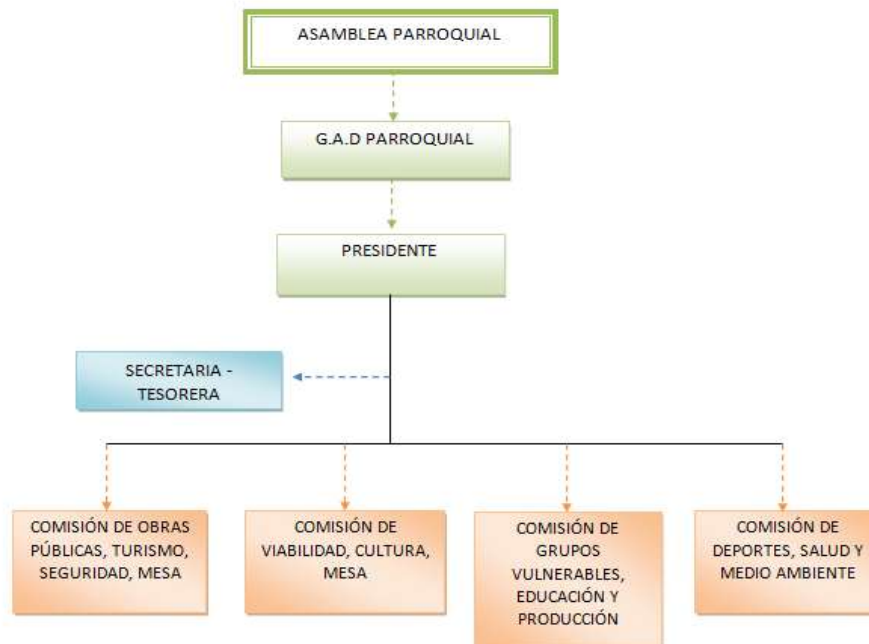 ASAMBLEA PARROQUIAL
G.A.D PARROQUIAL
PRESIDENTE
SECRETARIA -
TESORERA
COMISIÓN DE OBRAS
PÚBLICAS, TURISMO,
SEGURIDAD, MESA
COMISIÓN DE
VIABILIDAD, CULTURA,
MESA
COMISIÓN DE
GRUPOS
VULNERABLES,
EDUCACIÓN Y
PRODUCCIÓN
COMISIÓN DE
DEPORTES, SALUD Y
MEDIO AMBIENTE